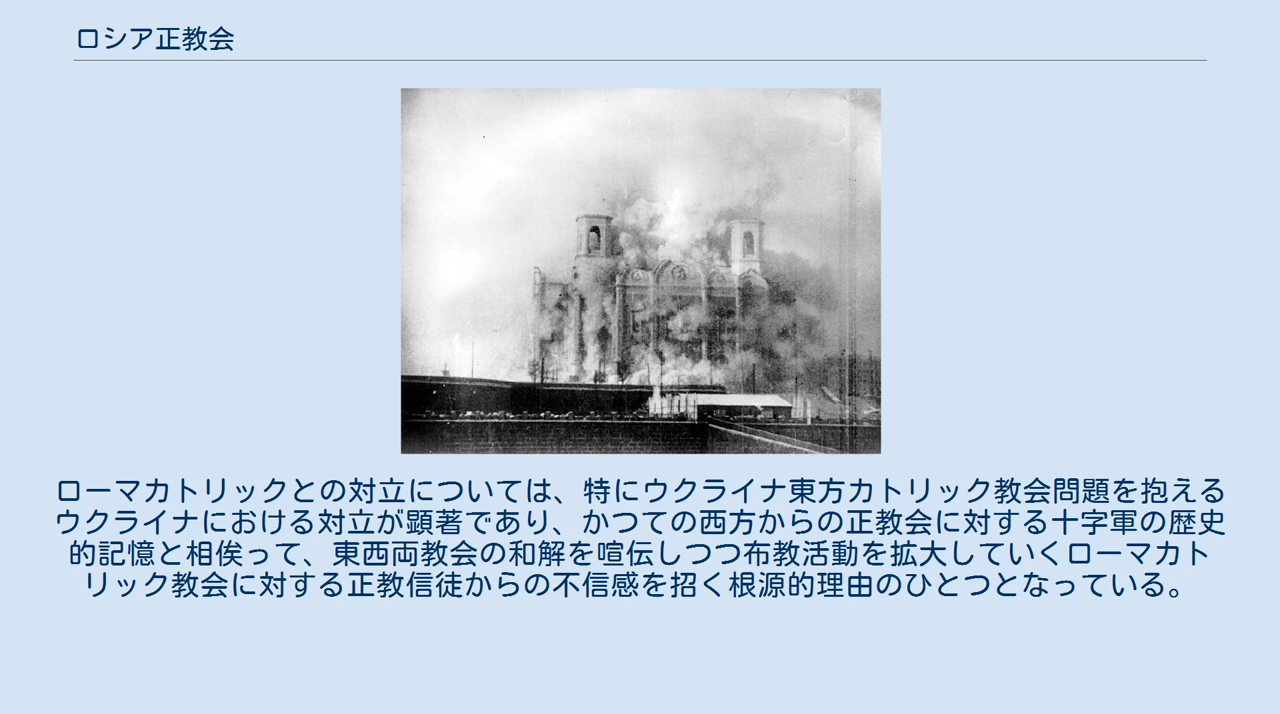 ロシア正教会
ローマカトリックとの対立については、特にウクライナ東方カトリック教会問題を抱える
ウクライナにおける対立が顕著であり、かつての西方からの正教会に対する十字軍の歴史
的記憶と相俟って、東西両教会の和解を喧伝しつつ布教活動を拡大していくローマカト
リック教会に対する正教信徒からの不信感を招く根源的理由のひとつとなっている。